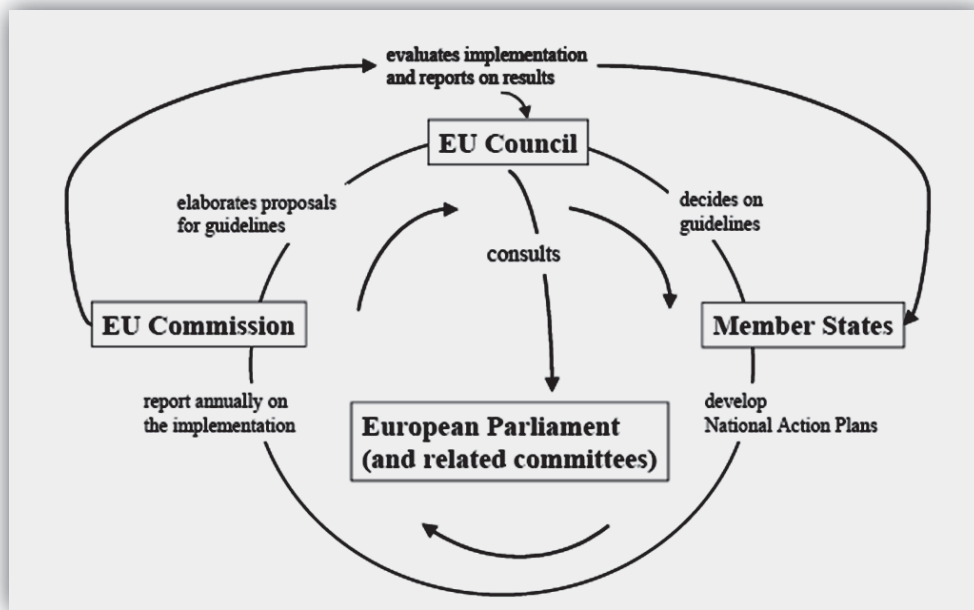 evaluates implementation
and reports on results
EU Council
elaborates proposals
for guidelines
decides on
guidelines
consults
EU Commission
Member States
report annually on
the implementation
European Parliament
(and related committees)
develop
National Action Plans